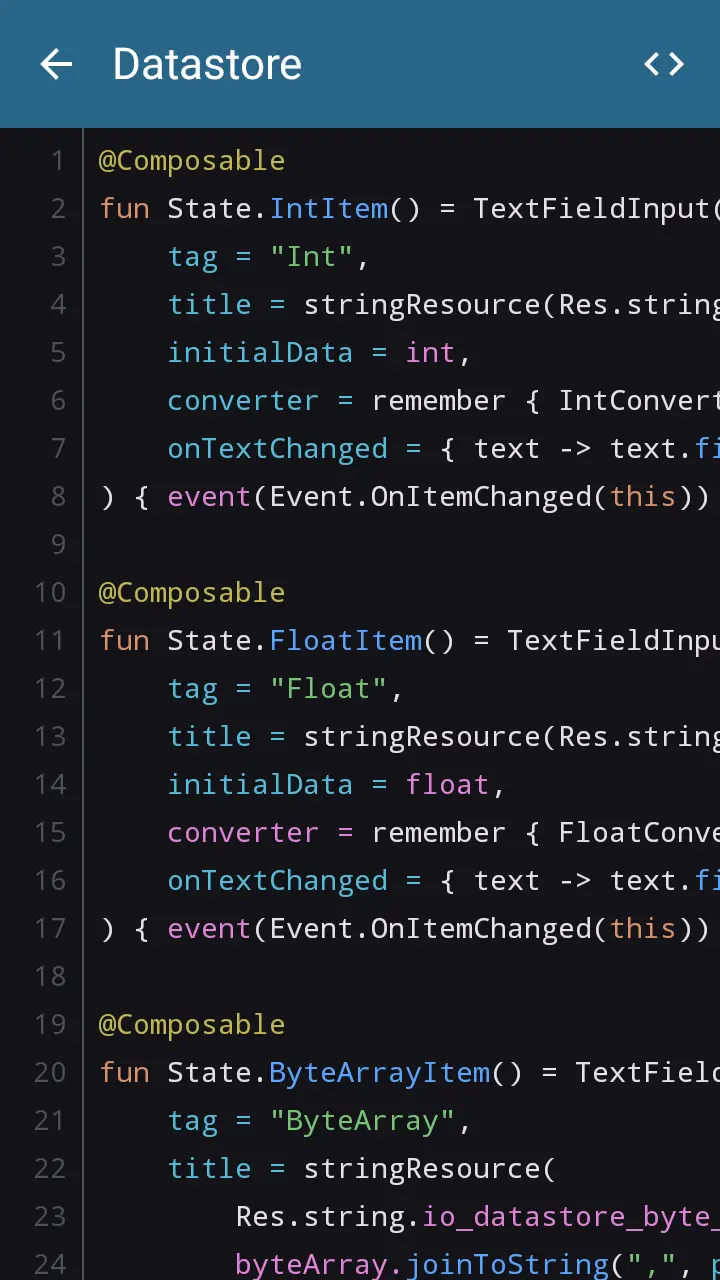 Datastore
1 @Composable
2 fun State.IntItem() = TextFieldInput(
3     tag = "Int",
4     title = stringResource(Res.string
5     initialData = int,
6     converter = remember { IntConvert
7     onTextChanged = { text -> text.fi
8 ) { event(Event.OnItemChanged(this))
9
10 @Composable
11 fun State.FloatItem() = TextFieldInpu
12     tag = "Float",
13     title = stringResource(Res.string
14     initialData = float,
15     converter = remember { FloatConve
16     onTextChanged = { text -> text.fi
17 ) { event(Event.OnItemChanged(this))
18
19 @Composable
20 fun State.ByteArrayItem() = TextField
21     tag = "ByteArray",
22     title = stringResource(
23         Res.string.io_datastore_byte_
24         byteArray.joinToString(",", p